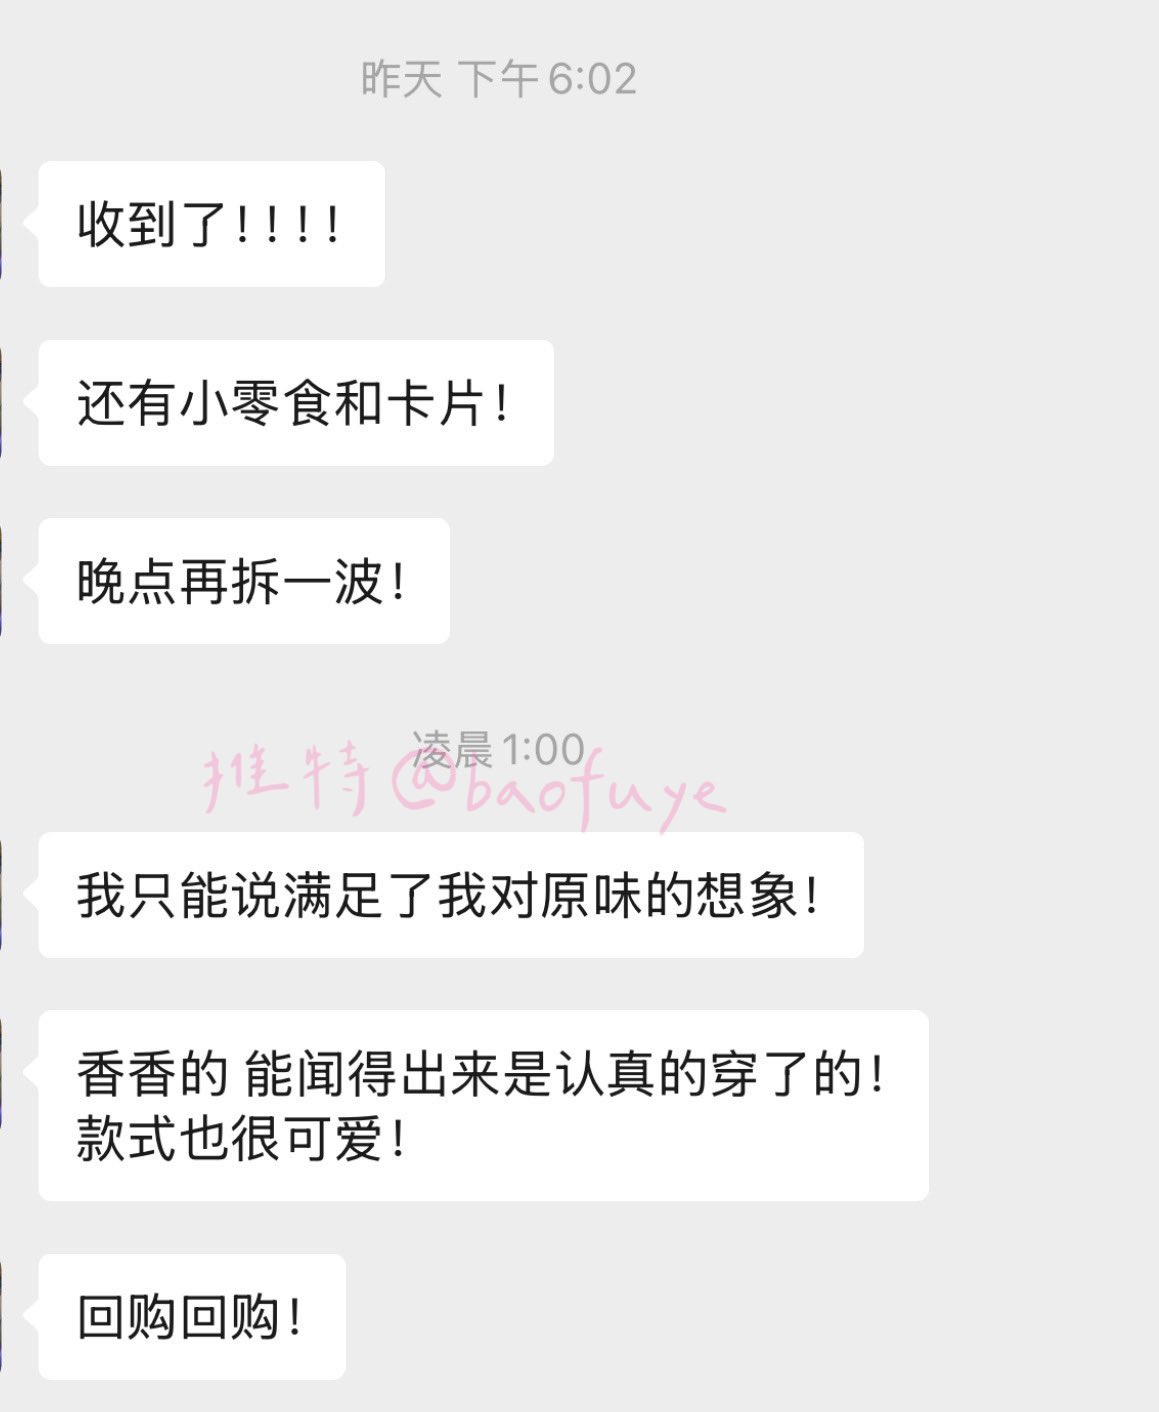 昨天 下午 6:02
收到了！！！！
还有小零食和卡片！
晚点再拆一波！
凌晨 1:00
推特@baofuye
我只能说满足了我对原味的想象！
香香的 能闻得出来是认真的穿了的！
款式也很可爱！
回购回购！